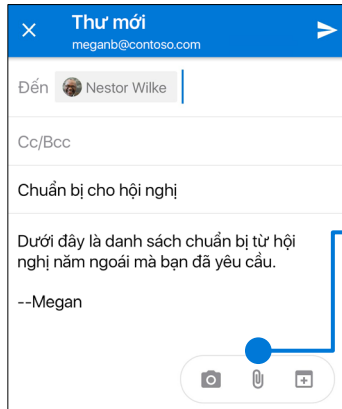 Thư mới
meganb@contoso.com
Đến Nestor Wilke
Cc/Bcc
Chuẩn bị cho hội nghị
Dưới đây là danh sách chuẩn bị từ hội
nghị năm ngoái mà bạn đã yêu cầu.
--Megan